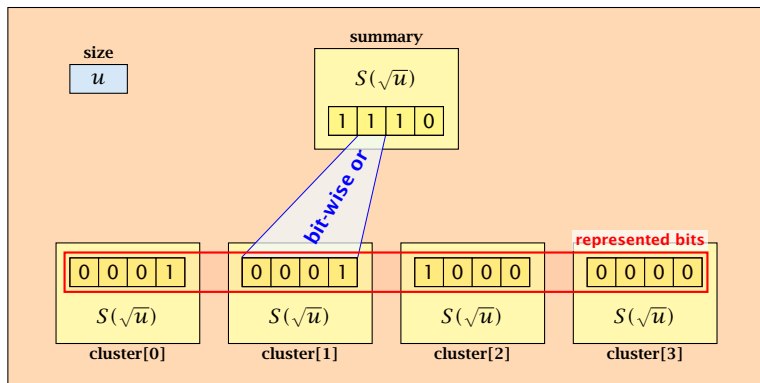 summary
size
u
S(√u)
1 1 1 0
bit-wise or
represented bits
0 0 0 1
0 0 0 1
1 0 0 0
0 0 0 0
S(√u)
S(√u)
S(√u)
S(√u)
cluster[0]
cluster[1]
cluster[2]
cluster[3]